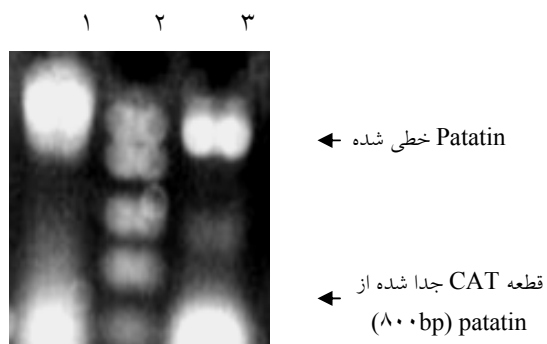 ۱ ۲ ۳
Patatin خطی شده
قطعه CAT جدا شده از
patatin (۸۰۰bp)